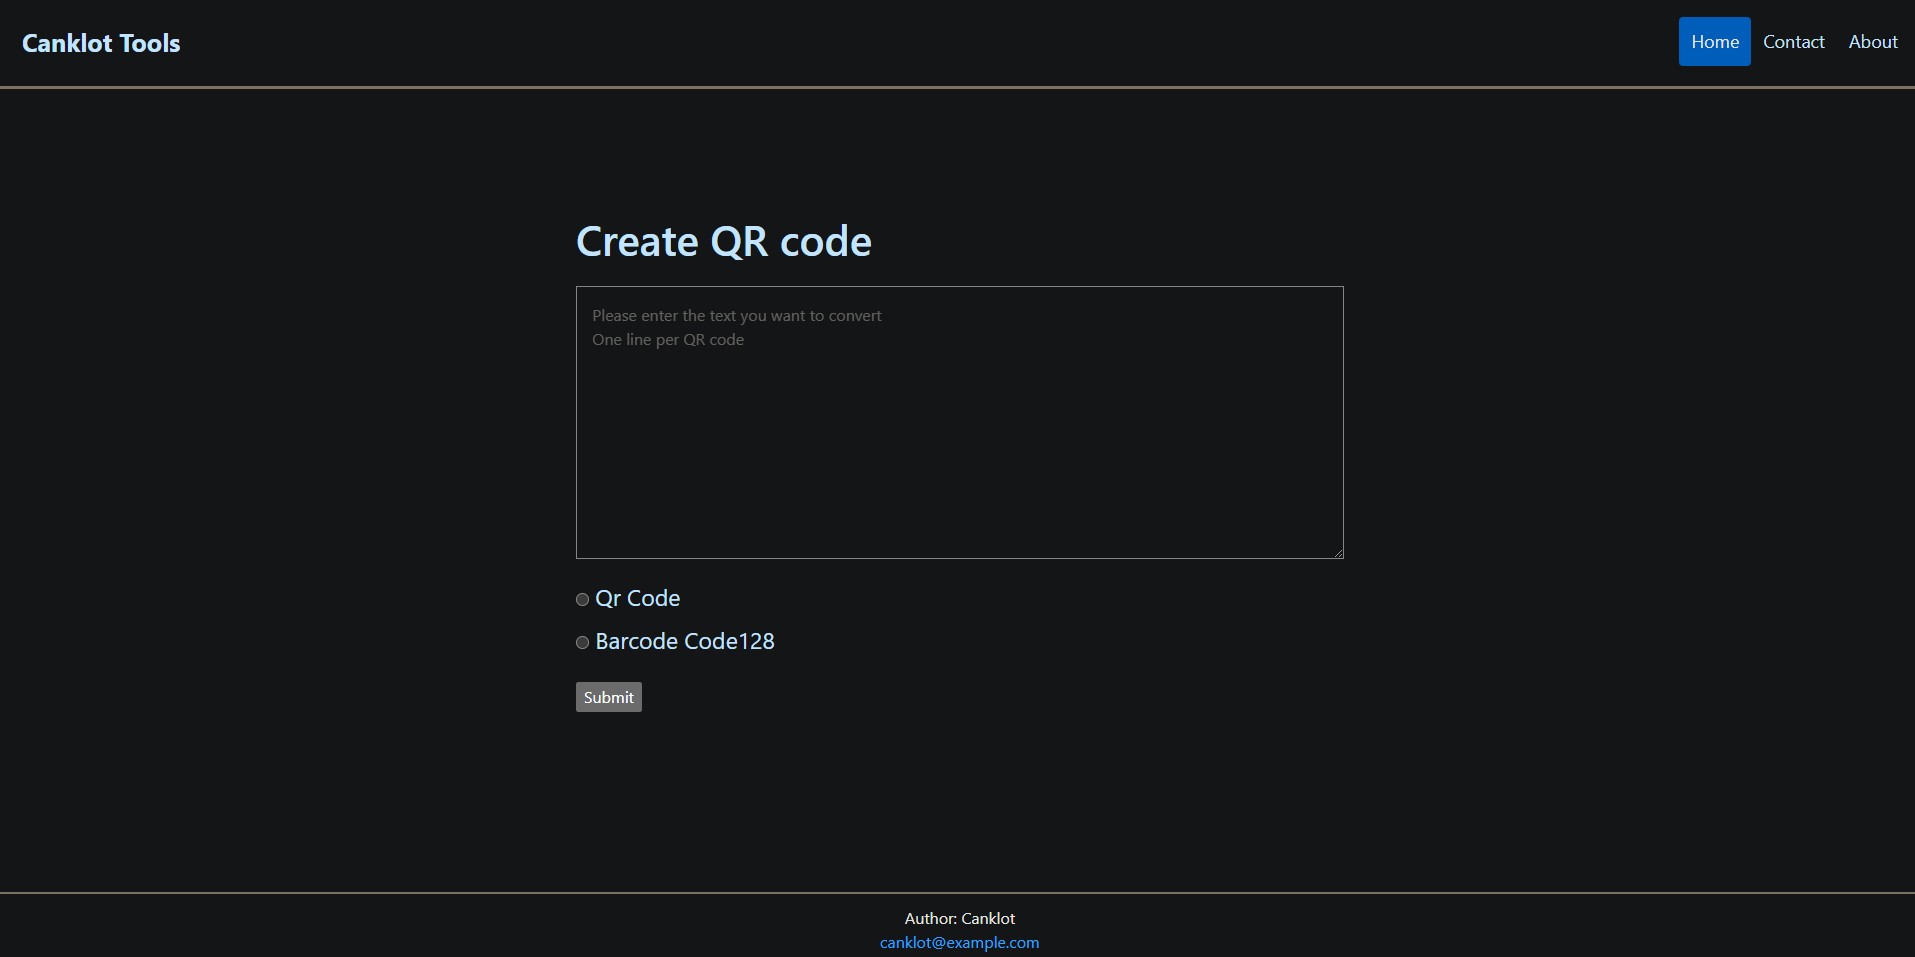 Canklot Tools
Home Contact About
Create QR code
Please enter the text you want to convert
One line per QR code
Qr Code
Barcode Code128
Submit
Author: Canklot
canklot@example.com